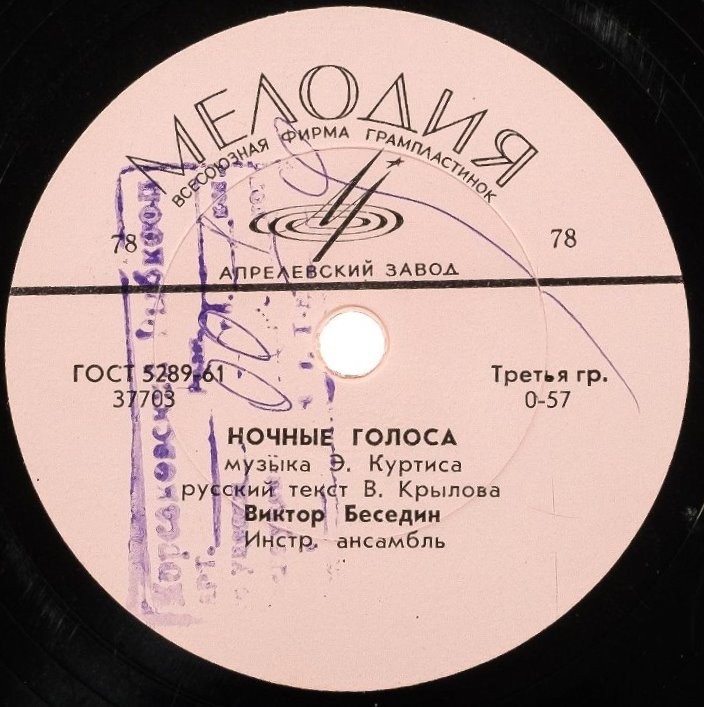 МЕЛОДИЯ
ВСЕСОЮЗНАЯ ФИРМА ГРАМПЛАСТИНОК
78
78
АПРЕЛЕВСКИЙ ЗАВОД
ГОСТ 5289-61
37703
Третья гр.
0-57
НОЧНЫЕ ГОЛОСА
музыка Э. Куртиса
русский текст В. Крылова
Виктор Беседин
Инстр. ансамбль